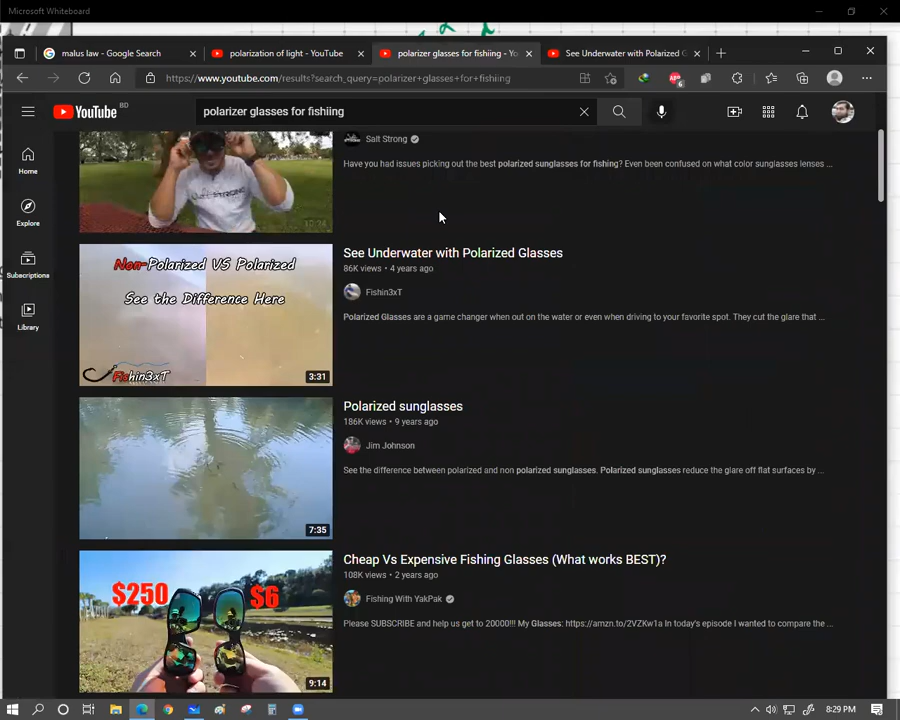 Microsoft Whiteboard
malus law - Google Search
polarization of light - YouTube
polarizer glasses for fishiing - Yo
See Underwater with Polarized G
https://www.youtube.com/results?search_query=polarizer+glasses+for+fishiing
6
YouTube BD
polarizer glasses for fishiing
Home
Explore
Subscriptions
Library
Salt Strong
Have you had issues picking out the best polarized sunglasses for fishing? Even been confused on what color sunglasses lenses ...
10:24
Non-Polarized VS Polarized
See the Difference Here
Fishin3xT
3:31
See Underwater with Polarized Glasses
86K views • 4 years ago
Fishin3xT
Polarized Glasses are a game changer when out on the water or even when driving to your favorite spot. They cut the glare that ...
7:35
Polarized sunglasses
186K views • 9 years ago
Jim Johnson
See the difference between polarized and non polarized sunglasses. Polarized sunglasses reduce the glare off flat surfaces by ...
$250 $6
9:14
Cheap Vs Expensive Fishing Glasses (What works BEST)?
108K views • 2 years ago
Fishing With YakPak
Please SUBSCRIBE and help us get to 20000!!! My Glasses: https://amzn.to/2VZKw1a In today's episode I wanted to compare the ...
8:29 PM